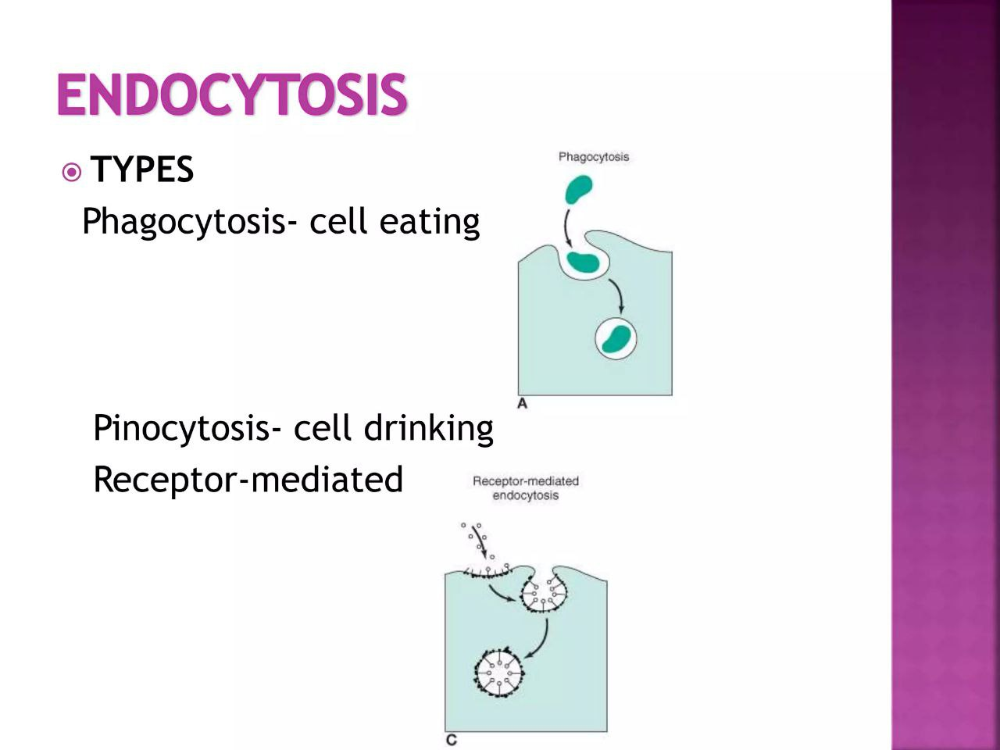 ENDOCYTOSIS
TYPES
Phagocytosis- cell eating
Phagocytosis
A
Pinocytosis- cell drinking
Receptor-mediated
Receptor-mediated
endocytosis
C